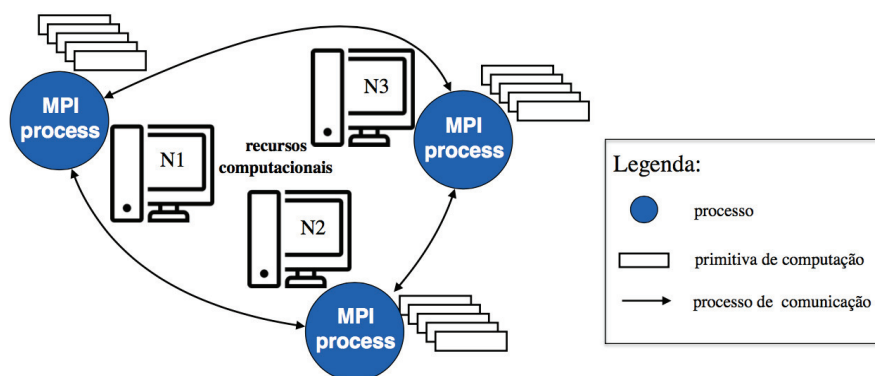 MPI
process
N1
recursos
computacionais
N3
MPI
process
N2
MPI
process
Legenda:
processo
primitiva de computação
processo de comunicação